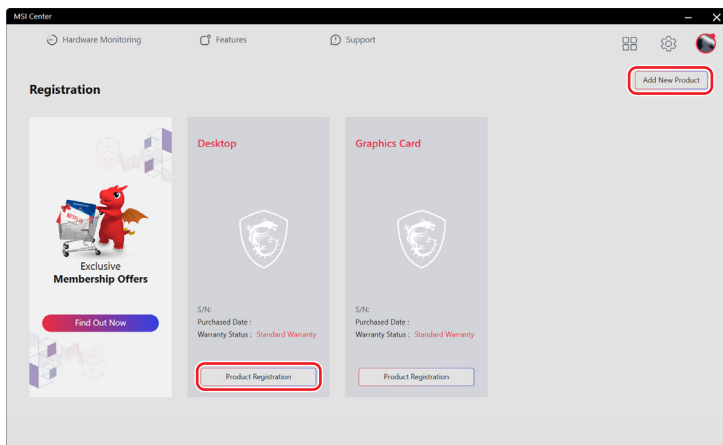 MSI Center
Hardware Monitoring
Features
Support
Add New Product
Registration
NETFLIX
Exclusive
Membership Offers
Find Out Now
Desktop
S/N:
Purchased Date :
Warranty Status : Standard Warranty
Product Registration
Graphics Card
S/N:
Purchased Date :
Warranty Status : Standard Warranty
Product Registration